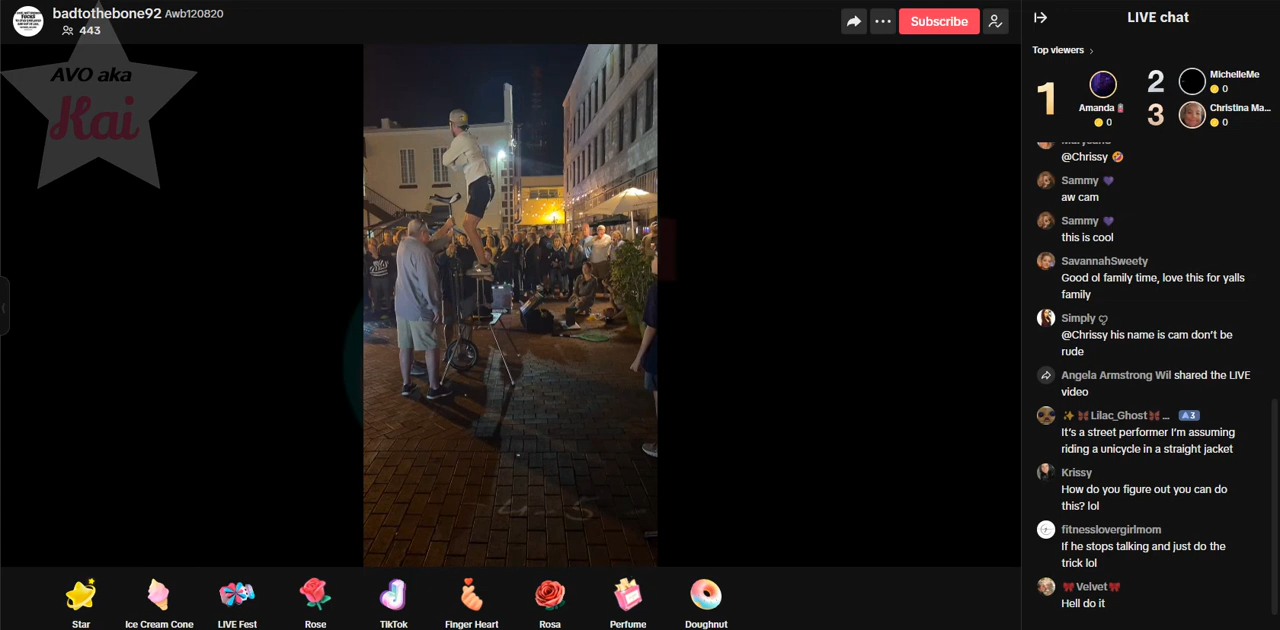 badtothebone92 Awb120820
443
Subscribe
AVO aka
Kai
LIVE chat
Top viewers
1
Amanda
0
2
MichelleMe
0
3
Christina Ma...
0
@Chrissy
Sammy
aw cam
Sammy
this is cool
SavannahSweety
Good ol family time, love this for yalls
family
Simply
@Chrissy his name is cam don't be
rude
Angela Armstrong Wil shared the LIVE
video
Lilac_Ghost ... 3
It's a street performer I'm assuming
riding a unicycle in a straight jacket
Krissy
How do you figure out you can do
this? lol
fitnesslovergirlmom
If he stops talking and just do the
trick lol
Velvet
Hell do it
Star
Ice Cream Cone
LIVE Fest
Rose
TikTok
Finger Heart
Rosa
Perfume
Doughnut